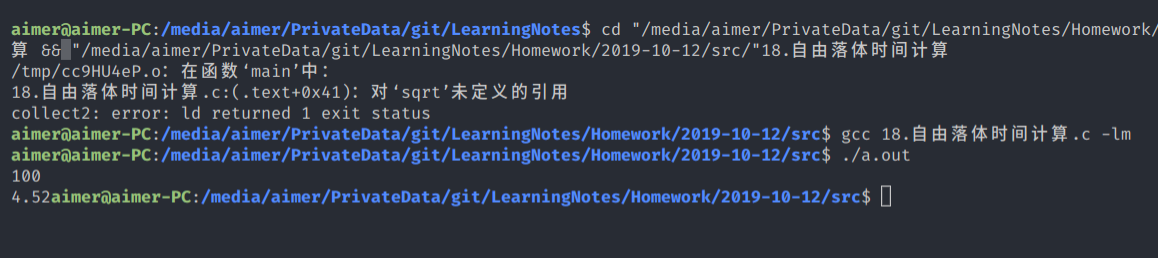 aimer@aimer-PC:/media/aimer/PrivateData/git/LearningNotes$ cd "/media/aimer/PrivateData/git/LearningNotes/Homework/
算 && "/media/aimer/PrivateData/git/LearningNotes/Homework/2019-10-12/src/"18.自由落体时间计算
/tmp/cc9HU4eP.o: 在函数‘main’中:
18.自由落体时间计算.c:(.text+0x41): 对‘sqrt’未定义的引用
collect2: error: ld returned 1 exit status
aimer@aimer-PC:/media/aimer/PrivateData/git/LearningNotes/Homework/2019-10-12/src$ gcc 18.自由落体时间计算.c -lm
aimer@aimer-PC:/media/aimer/PrivateData/git/LearningNotes/Homework/2019-10-12/src$ ./a.out
100
4.52aimer@aimer-PC:/media/aimer/PrivateData/git/LearningNotes/Homework/2019-10-12/src$